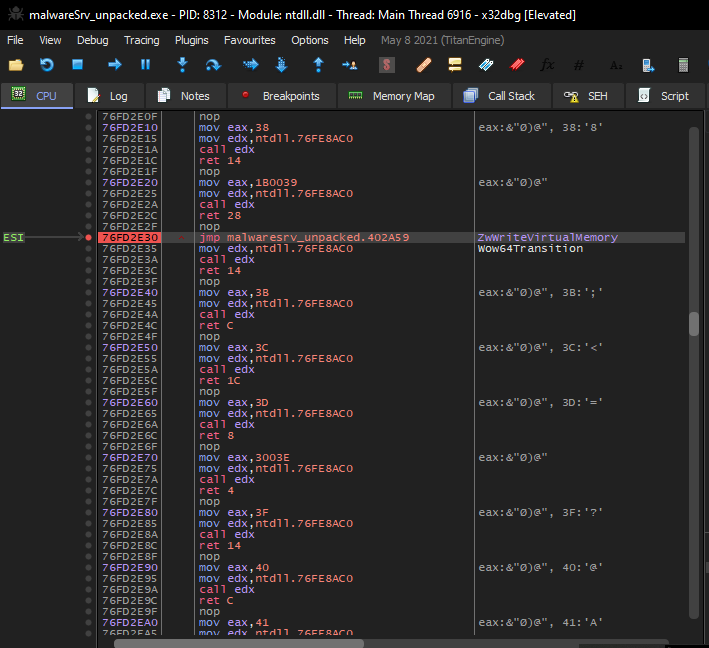 malwareSrv_unpacked.exe - PID: 8312 - Module: ntdll.dll - Thread: Main Thread 6916 - x32dbg [Elevated]
File View Debug Tracing Plugins Favourites Options Help May 8 2021 (TitanEngine)
CPU Log Notes Breakpoints Memory Map Call Stack SEH Script
76FD2E0F nop
76FD2E10 mov eax,38 eax:&"Ø)@", 38:'8'
76FD2E15 mov edx,ntdll.76FE8AC0
76FD2E1A call edx
76FD2E1C ret 14
76FD2E1F nop
76FD2E20 mov eax,1B0039 eax:&"Ø)@"
76FD2E25 mov edx,ntdll.76FE8AC0
76FD2E2A call edx
76FD2E2C ret 28
76FD2E2F nop
ESI 76FD2E30 jmp malwaresrv_unpacked.402A59 ZwWriteVirtualMemory
76FD2E35 mov edx,ntdll.76FE8AC0 Wow64Transition
76FD2E3A call edx
76FD2E3C ret 14
76FD2E3F nop
76FD2E40 mov eax,3B eax:&"Ø)@", 3B:';'
76FD2E45 mov edx,ntdll.76FE8AC0
76FD2E4A call edx
76FD2E4C ret C
76FD2E4F nop
76FD2E50 mov eax,3C eax:&"Ø)@", 3C:'<'
76FD2E55 mov edx,ntdll.76FE8AC0
76FD2E5A call edx
76FD2E5C ret 1C
76FD2E5F nop
76FD2E60 mov eax,3D eax:&"Ø)@", 3D:'='
76FD2E65 mov edx,ntdll.76FE8AC0
76FD2E6A call edx
76FD2E6C ret 8
76FD2E6F nop
76FD2E70 mov eax,3003E eax:&"Ø)@"
76FD2E75 mov edx,ntdll.76FE8AC0
76FD2E7A call edx
76FD2E7C ret 4
76FD2E7F nop
76FD2E80 mov eax,3F eax:&"Ø)@", 3F:'?'
76FD2E85 mov edx,ntdll.76FE8AC0
76FD2E8A call edx
76FD2E8C ret 14
76FD2E8F nop
76FD2E90 mov eax,40 eax:&"Ø)@", 40:'@'
76FD2E95 mov edx,ntdll.76FE8AC0
76FD2E9A call edx
76FD2E9C ret C
76FD2E9F nop
76FD2EA0 mov eax,41 eax:&"Ø)@", 41:'A'
76FD2EA5 mov edx,ntdll.76FE8AC0